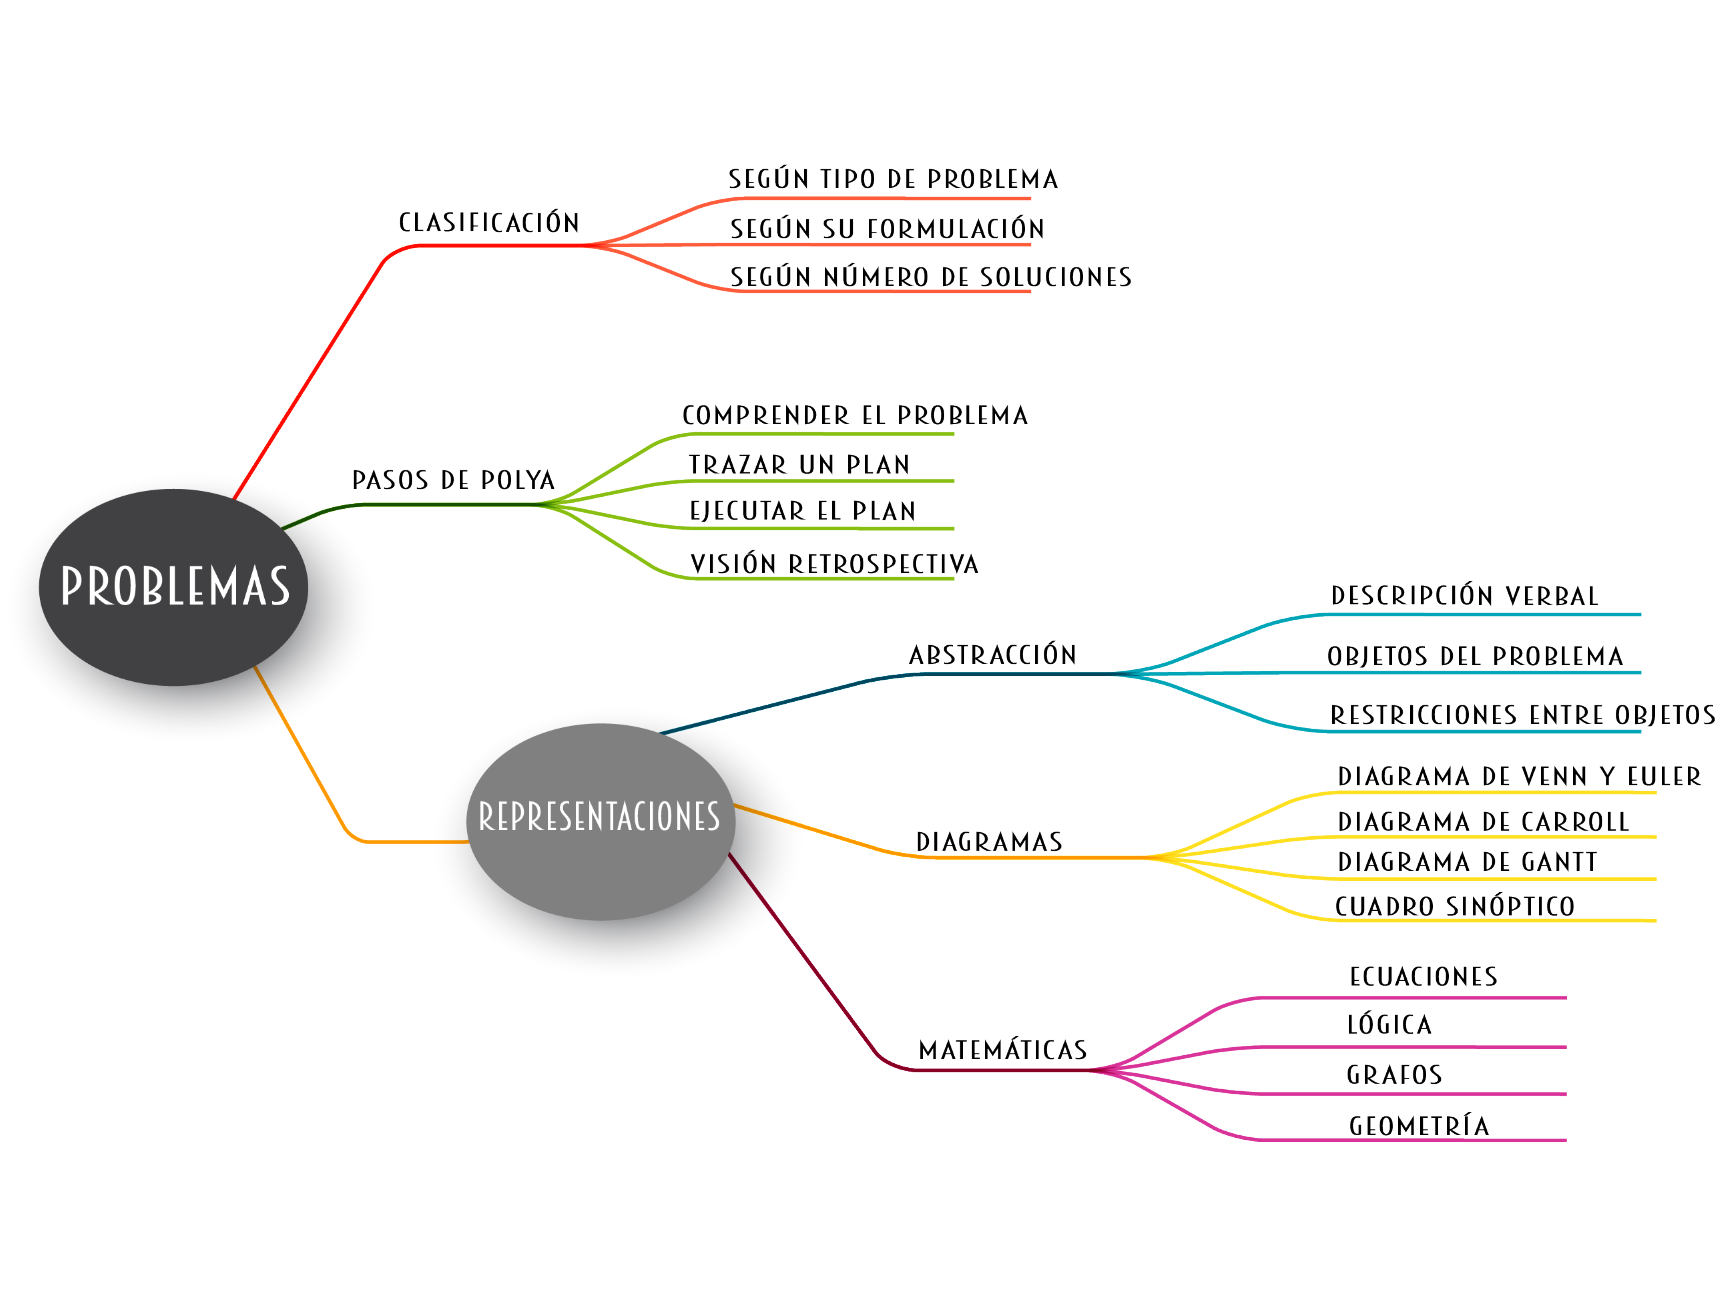 PROBLEMAS
CLASIFICACIÓN
SEGÚN TIPO DE PROBLEMA
SEGÚN SU FORMULACIÓN
SEGÚN NÚMERO DE SOLUCIONES
PASOS DE POLYA
COMPRENDER EL PROBLEMA
TRAZAR UN PLAN
EJECUTAR EL PLAN
VISIÓN RETROSPECTIVA
REPRESENTACIONES
ABSTRACCIÓN
DESCRIPCIÓN VERBAL
OBJETOS DEL PROBLEMA
RESTRICCIONES ENTRE OBJETOS
DIAGRAMAS
DIAGRAMA DE VENN Y EULER
DIAGRAMA DE CARROLL
DIAGRAMA DE GANTT
CUADRO SINÓPTICO
MATEMÁTICAS
ECUACIONES
LÓGICA
GRAFOS
GEOMETRÍA